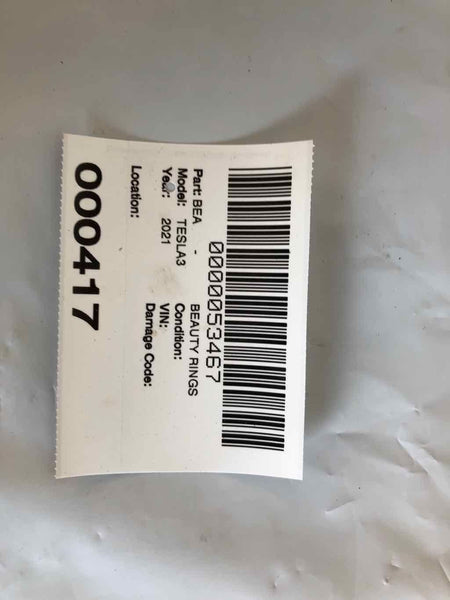 0000053467
Part: BEA - BEAUTY RINGS
Model: TESLA3 Condition:
Year: 2021 VIN:
Damage Code:
Location:
000417